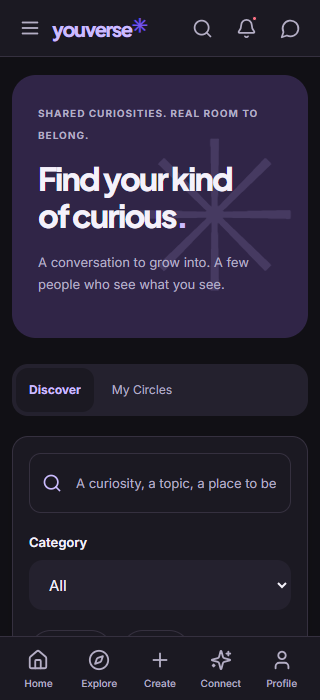 youverse
SHARED CURIOSITIES. REAL ROOM TO
BELONG.
Find your kind
of curious.
A conversation to grow into. A few
people who see what you see.
Discover My Circles
A curiosity, a topic, a place to be
Category
All
Home Explore Create Connect Profile